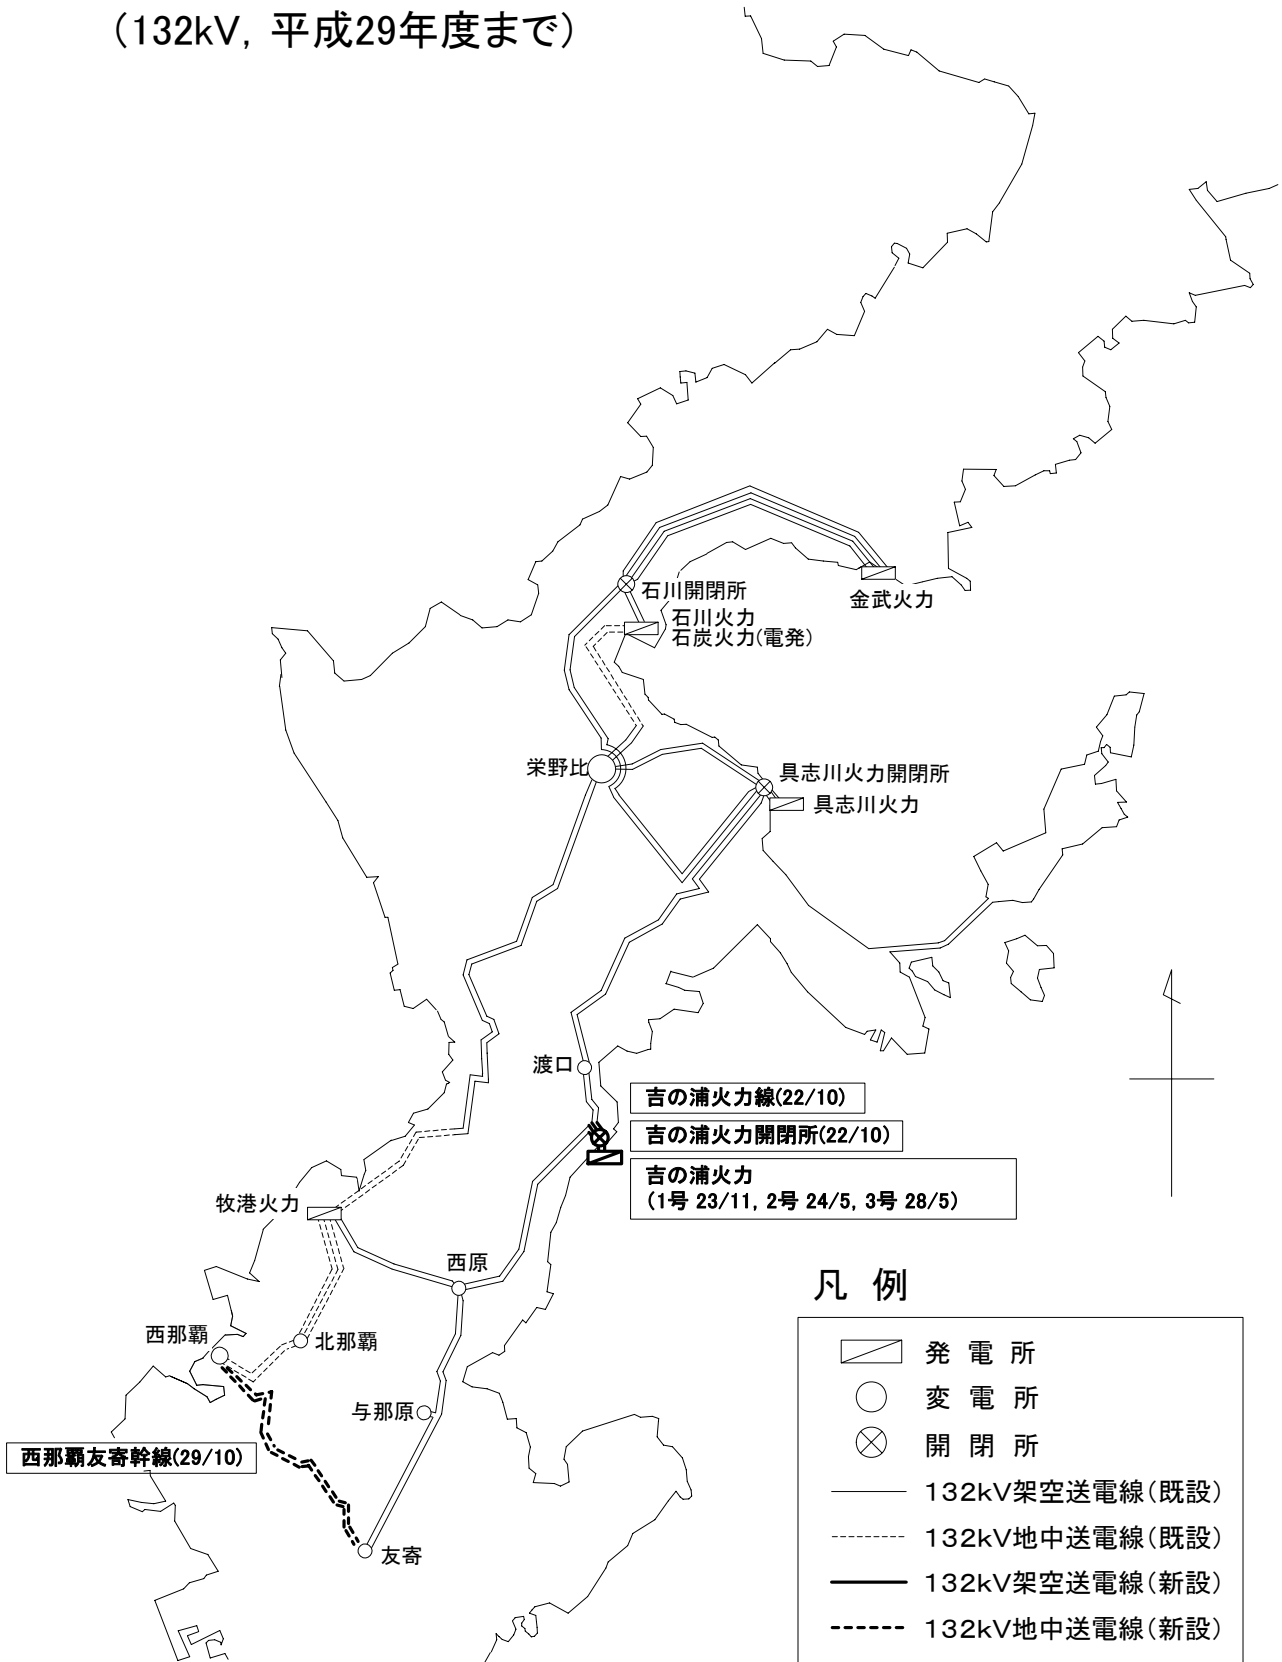 (132kV, 平成29年度まで)
石川開閉所
金武火力
石川火力
石炭火力(電発)
栄野比
具志川火力開閉所
具志川火力
渡口
吉の浦火力線(22/10)
吉の浦火力開閉所(22/10)
吉の浦火力
(1号 23/11, 2号 24/5, 3号 28/5)
牧港火力
西原
西那覇
北那覇
与那原
西那覇友寄幹線(29/10)
友寄
凡 例
発 電 所
変 電 所
開 閉 所
132kV架空送電線(既設)
132kV地中送電線(既設)
132kV架空送電線(新設)
132kV地中送電線(新設)